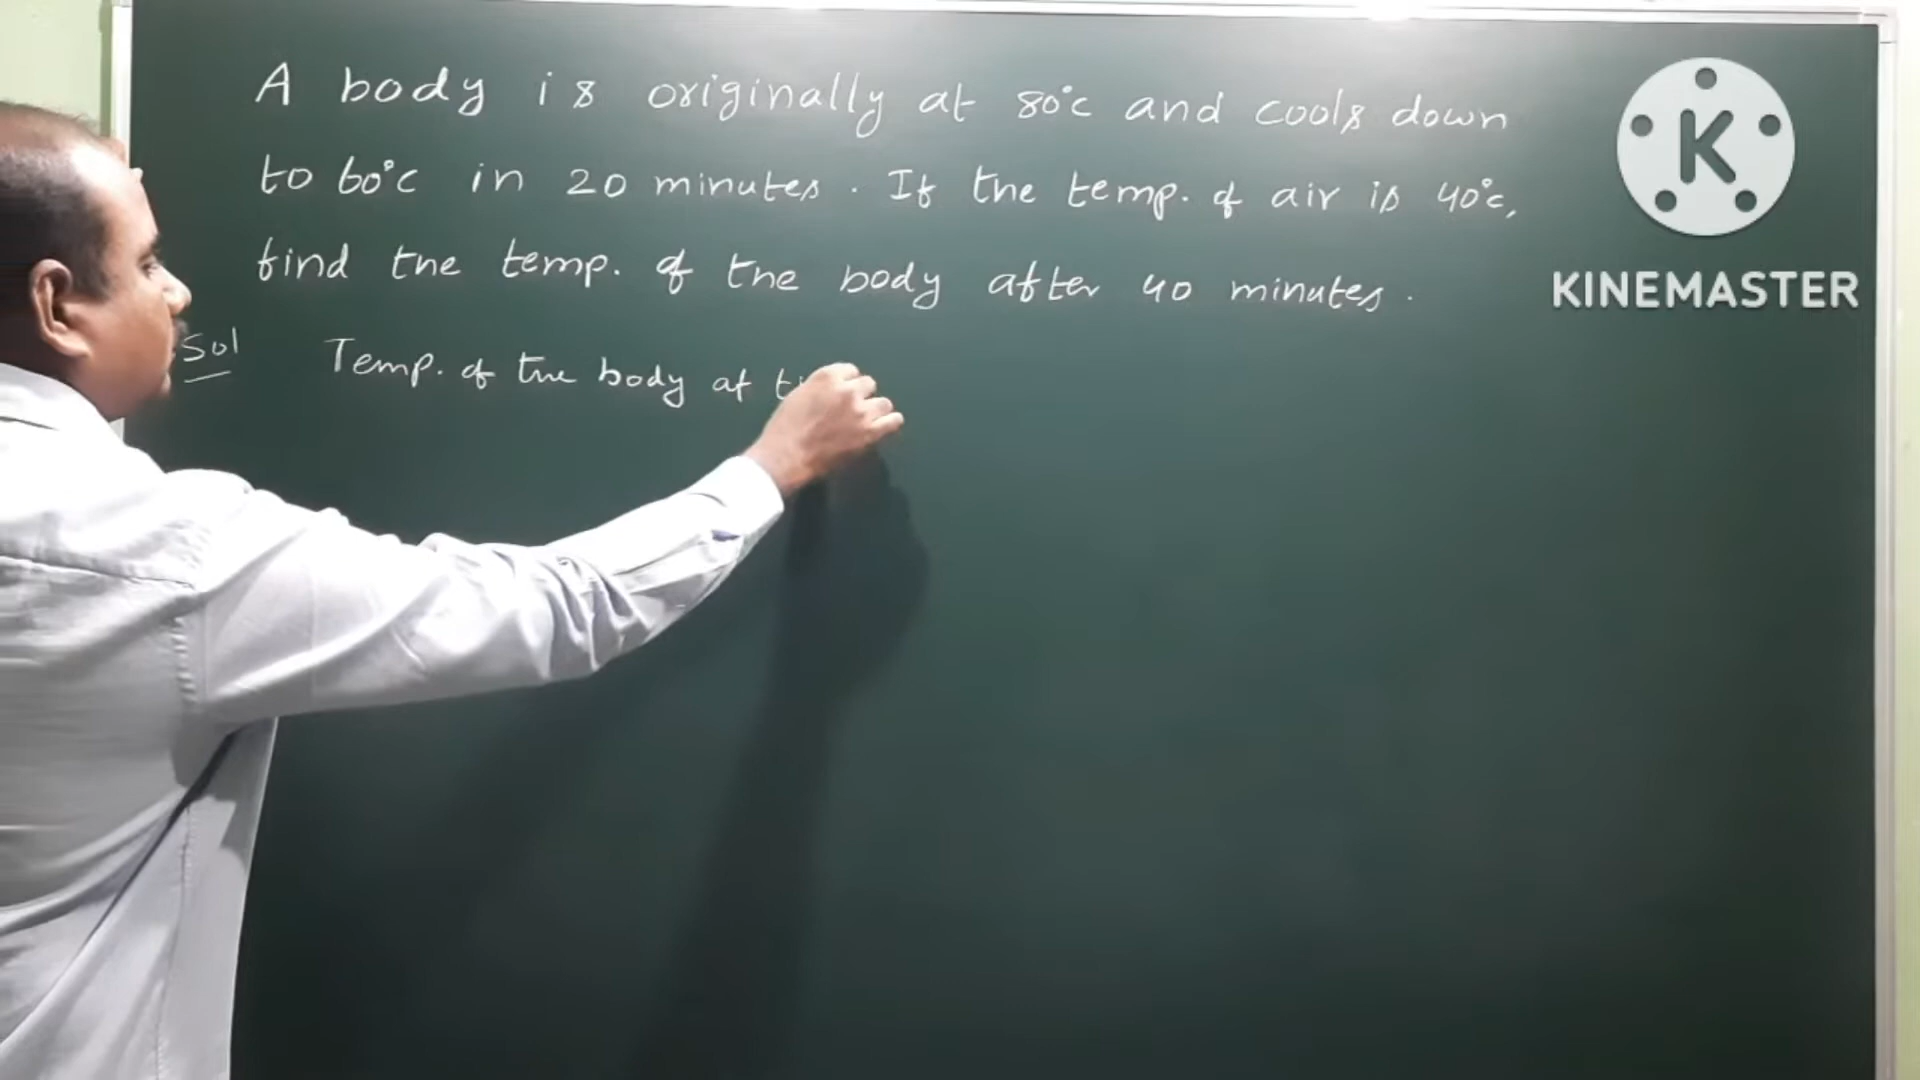 A body is originally at 80°c and cools down
to 60°c in 20 minutes. If the temp. of air is 40°c,
find the temp. of the body after 40 minutes.
Sol
Temp. of the body at
K
KINEMASTER